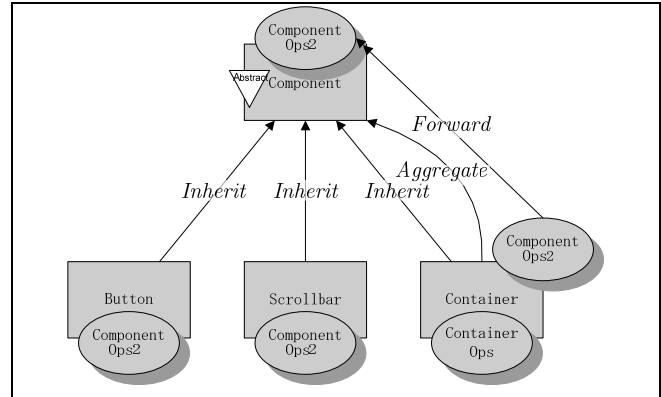 Component
Ops2
Abstract
Component
Forward
Aggregate
Inherit
Inherit
Inherit
Component
Ops2
Button
Scrollbar
Container
Component
Ops2
Component
Ops2
Container
Ops